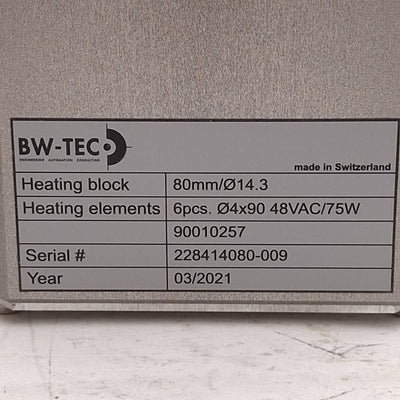 BW-TEC
ENGINEERING AUTOMATION CONSULTING
made in Switzerland
Heating block 80mm/Ø14.3
Heating elements 6pcs. Ø4x90 48VAC/75W
90010257
Serial # 228414080-009
Year 03/2021